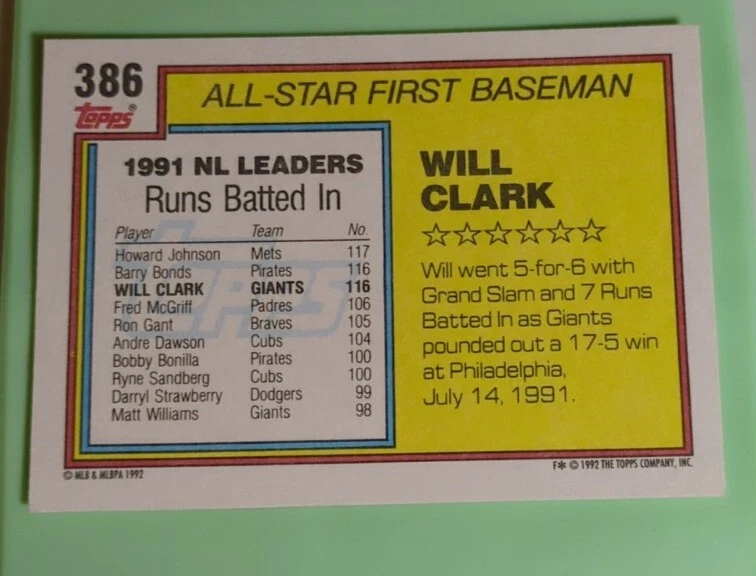 386
Topps®
ALL-STAR FIRST BASEMAN
1991 NL LEADERS
Runs Batted In
Player Team No.
Howard Johnson Mets 117
Barry Bonds Pirates 116
WILL CLARK GIANTS 116
Fred McGriff Padres 106
Ron Gant Braves 105
Andre Dawson Cubs 104
Bobby Bonilla Pirates 100
Ryne Sandberg Cubs 100
Darryl Strawberry Dodgers 99
Matt Williams Giants 98
TOPPS
WILL
CLARK
☆☆☆☆☆☆
Will went 5-for-6 with
Grand Slam and 7 Runs
Batted In as Giants
pounded out a 17-5 win
at Philadelphia,
July 14, 1991.
© MLB & MLBPA 1992
F* © 1992 THE TOPPS COMPANY, INC.